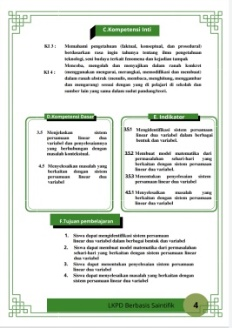 C.Kompetensi Inti
KI 3 : Memahami pengetahuan (faktual, konseptual, dan prosedural)
berdasarkan rasa ingin tahunya tentang ilmu pengetahuan
teknologi, seni budaya terkait fenomena dan kejadian tampak
KI 4 : Mencoba, mengolah dan menyajikan dalam ranah konkret
(menggunakan mengurai, merangkai, memodifikasi dan membuat)
dalam ranah abstrak (menulis, membaca, menghitung, menggambar
dan mengarang) sesuai dengan yang di pelajari di sekolah dan
sumber lain yang sama dalam sudut pandang/teori.
D.Kompetensi Dasar
3.5 Menjelaskan sistem
persamaan linear dua
variabel dan penyelesaiannya
yang berhubungan dengan
masalah kontekstual.
4.5 Menyelesaikan masalah yang
berkaitan dengan sistem
persamaan linear dua
variabel
E. Indikator
3.5.1 Mengidentifikasi sistem persamaan
linear dua variabel dalam berbagai
bentuk dan variabel.
3.5.2 Membuat model matematika dari
permasalahan sehari-hari yang
berkaitan dengan sistem persamaan
linear dua variabel.
3.5.3 Menentukan penyelesaian sistem
persamaan linear dua variabel
4.5.1 Menyelesaikan masalah yang
berkaitan dengan sistem persamaan
linear dua variabel
F.Tujuan pembelajaran
1. Siswa dapat mengidentifikasi sistem persamaan
linear dua variabel dalam berbagai bentuk dan variabel
2. Siswa dapat membuat model matematika dari permasalahan
sehari-hari yang berkaitan dengan sistem persamaan
linear dua variabel
3. Siswa dapat menentukan penyelesaian sistem persamaan
linear dua variabel
4. Siswa dapat menyelesaikan masalah yang berkaitan dengan
sistem persamaan linear dua variabel
LKPD Berbasis Saintifik
4